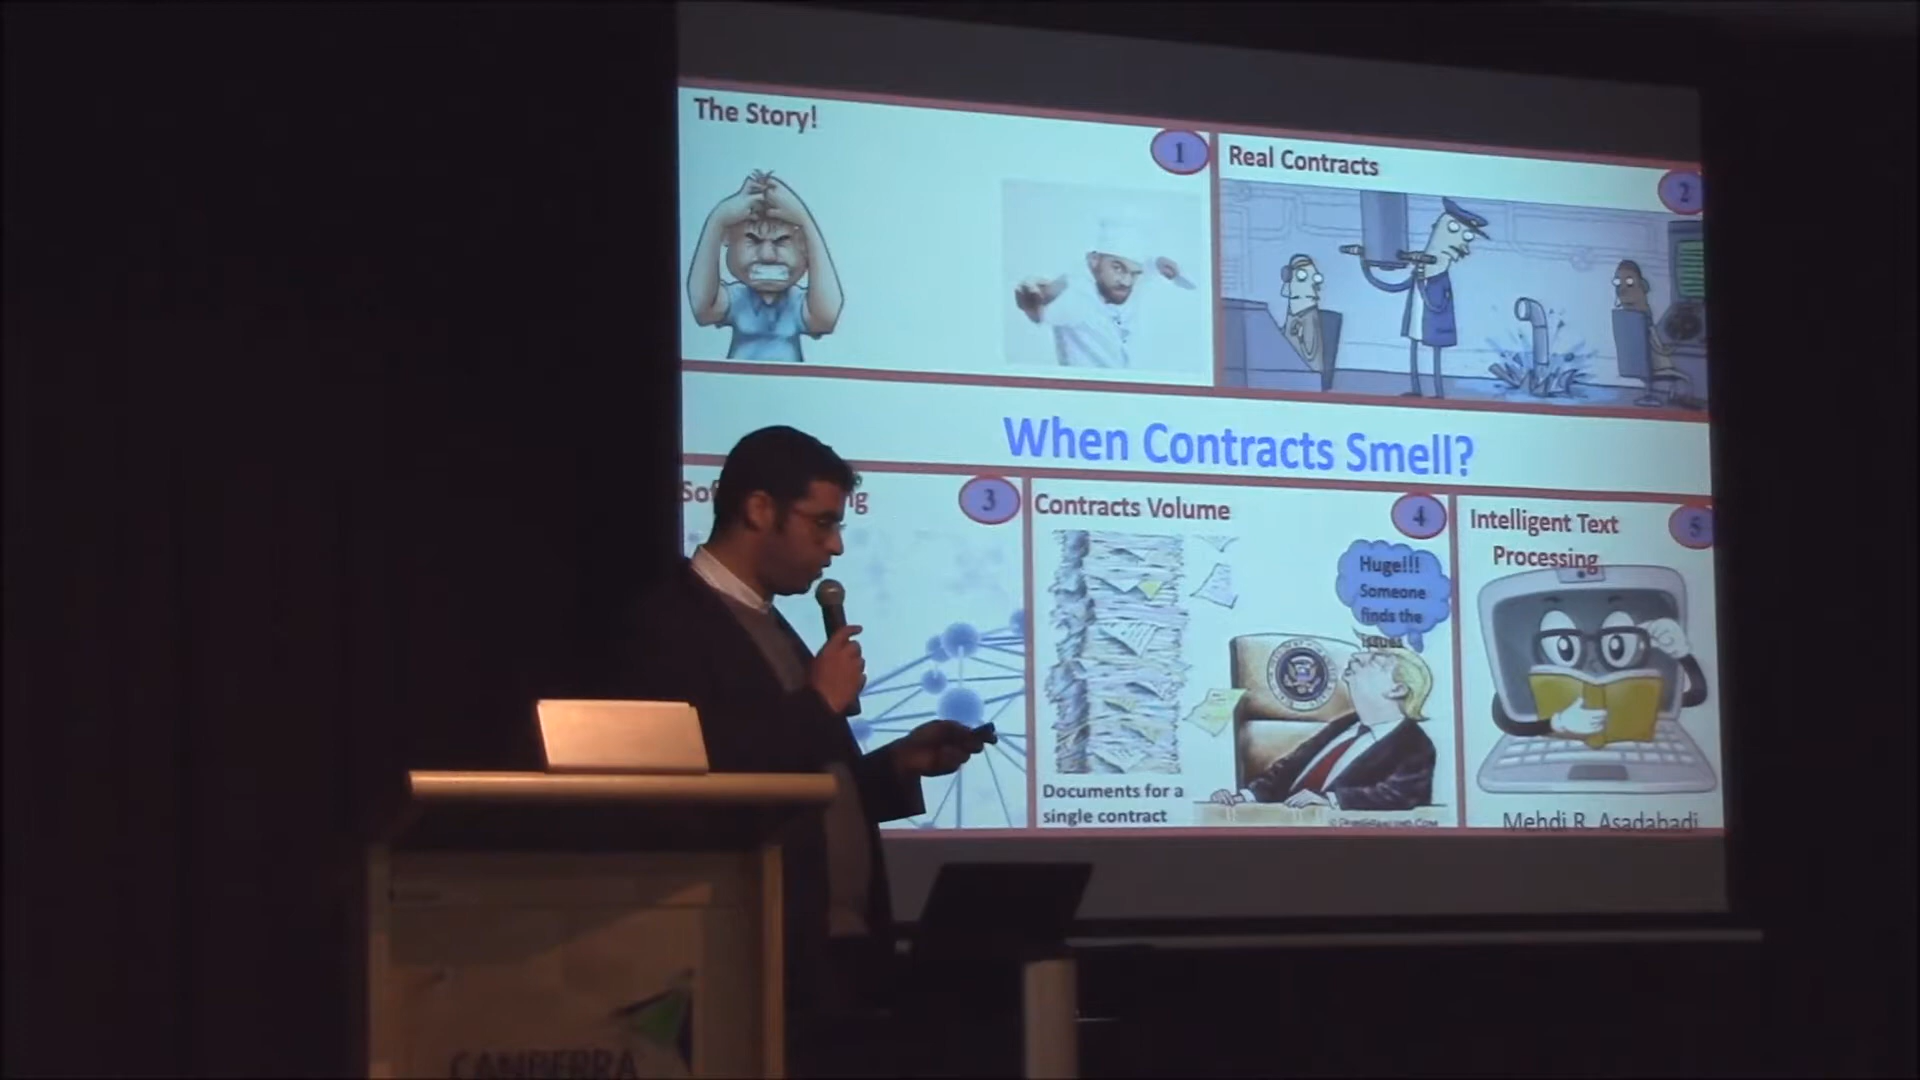 The Story!
1
Real Contracts
2
When Contracts Smell?
3
Contracts Volume
4
Huge!!!
Someone
finds the
issues
Documents for a
single contract
Intelligent Text
Processing
5
Mehdi R. Asadabadi
CANBERRA